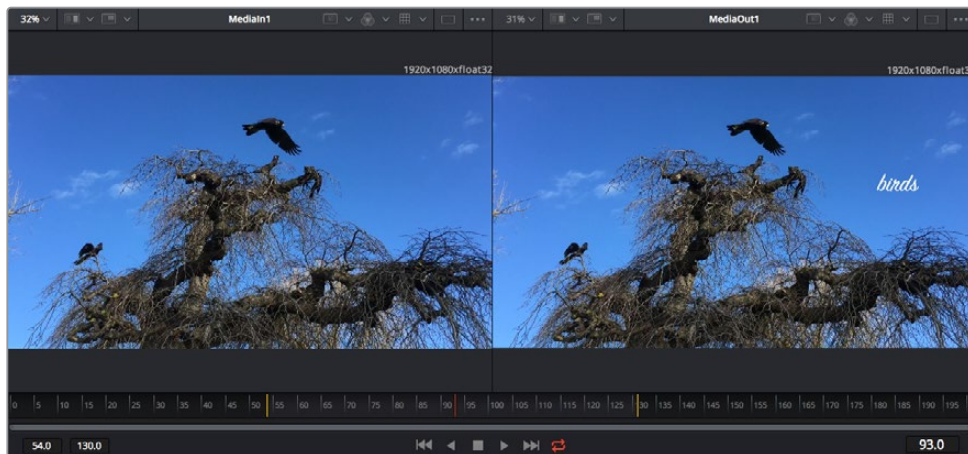 32% MediaIn1 31% MediaOut1
1920x1080xfloat32 1920x1080xfloat3
birds
0 5 10 15 20 25 30 35 40 45 50 55 60 65 70 75 80 85 90 95 100 105 110 115 120 125 30 135 140 145 150 155 160 165 170 175 180 185 190 195
54.0 130.0 93.0